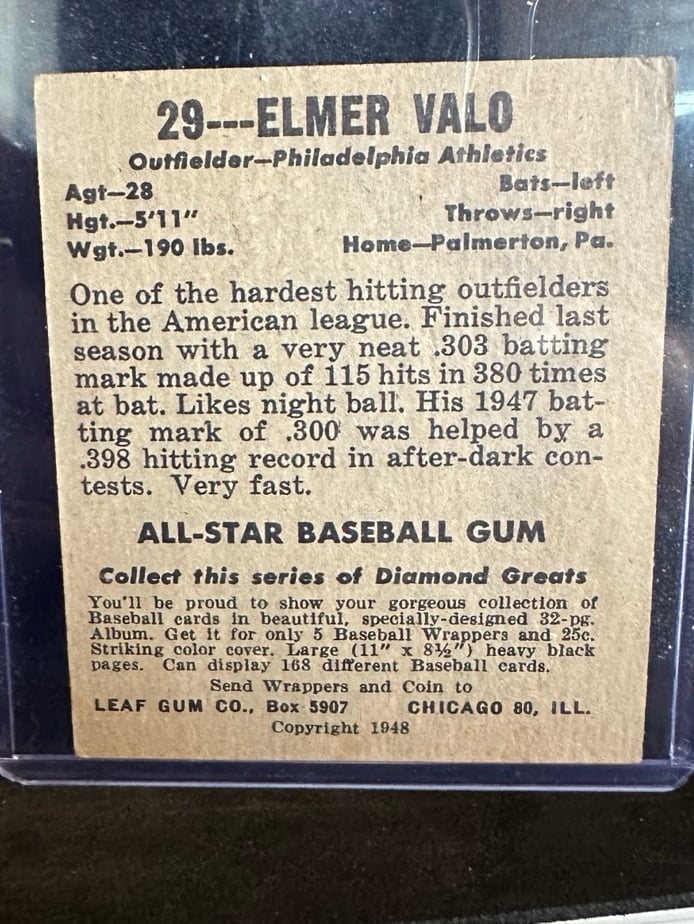 29---ELMER VALO
Outfielder—Philadelphia Athletics
Agt—28 Bats—left
Hgt.—5'11" Throws—right
Wgt.—190 lbs. Home—Palmerton, Pa.
One of the hardest hitting outfielders
in the American league. Finished last
season with a very neat .303 batting
mark made up of 115 hits in 380 times
at bat. Likes night ball. His 1947 bat-
ting mark of .300 was helped by a
.398 hitting record in after-dark con-
tests. Very fast.
ALL-STAR BASEBALL GUM
Collect this series of Diamond Greats
You'll be proud to show your gorgeous collection of
Baseball cards in beautiful, specially-designed 32-pg.
Album. Get it for only 5 Baseball Wrappers and 25c.
Striking color cover. Large (11" x 8½") heavy black
pages. Can display 168 different Baseball cards.
Send Wrappers and Coin to
LEAF GUM CO., Box 5907 CHICAGO 80, ILL.
Copyright 1948